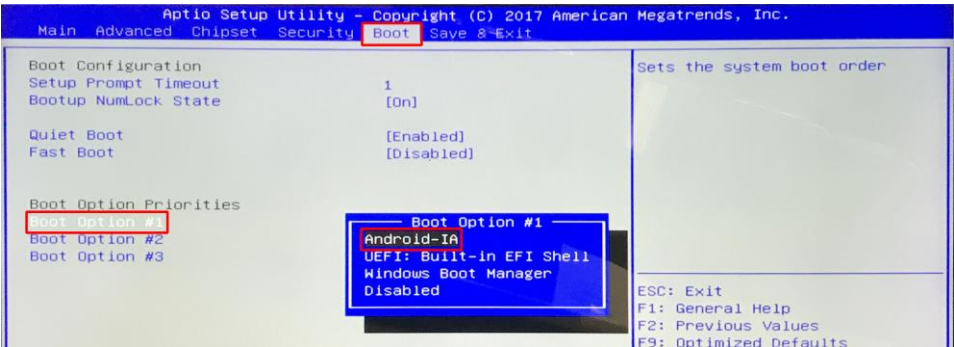 Aptio Setup Utility – Copyright (C) 2017 American Megatrends, Inc.
Main Advanced Chipset Security Boot Save & Exit
Boot Configuration
Setup Prompt Timeout 1
Bootup NumLock State [On]
Quiet Boot [Enabled]
Fast Boot [Disabled]
Boot Option Priorities
Boot Option #1
Boot Option #2
Boot Option #3
Boot Option #1
Android-IA
UEFI: Built-in EFI Shell
Windows Boot Manager
Disabled
Sets the system boot order
ESC: Exit
F1: General Help
F2: Previous Values
F9: Optimized Defaults